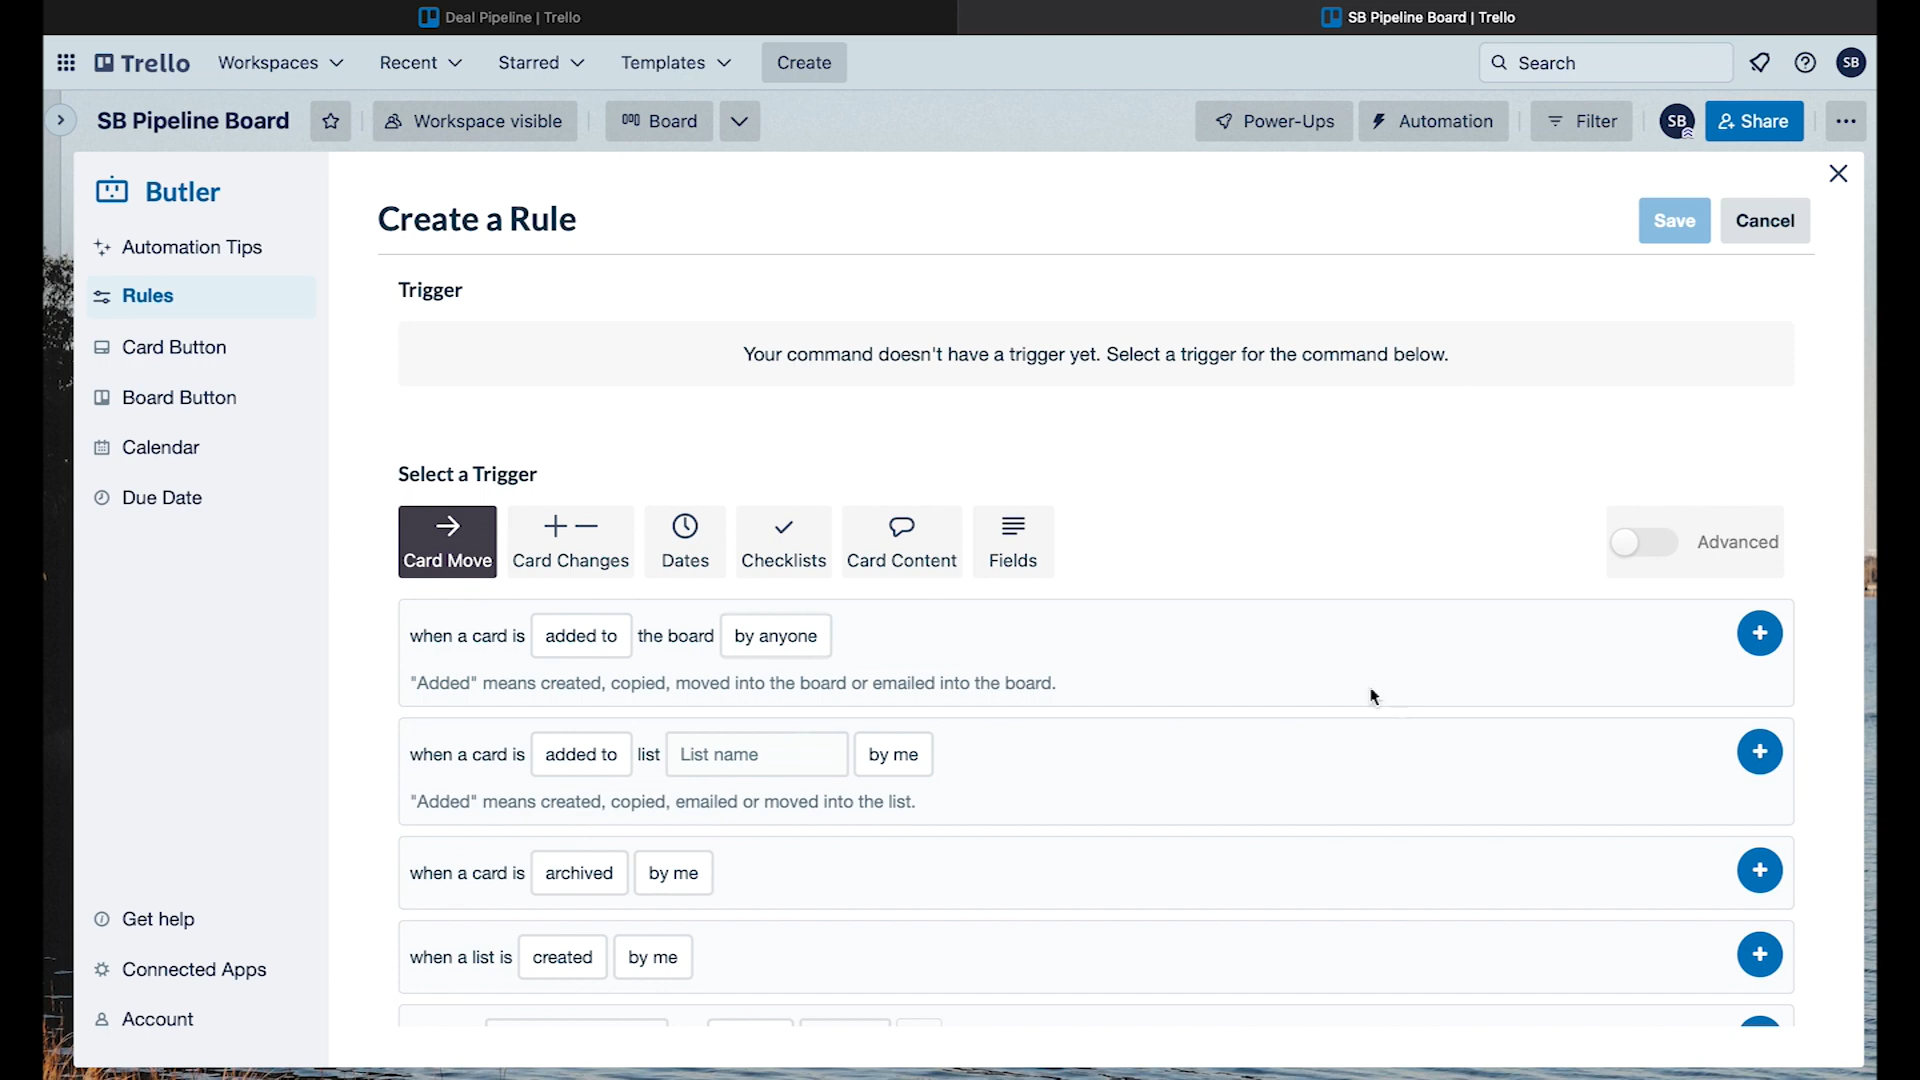 Deal Pipeline | Trello
SB Pipeline Board | Trello
Trello Workspaces Recent Starred Templates Create Search SB
SB Pipeline Board Workspace visible Board Power-Ups Automation Filter SB Share
Butler
Automation Tips
Rules
Card Button
Board Button
Calendar
Due Date
Get help
Connected Apps
Account
Create a Rule
Save Cancel
Trigger
Your command doesn't have a trigger yet. Select a trigger for the command below.
Select a Trigger
Card Move Card Changes Dates Checklists Card Content Fields Advanced
when a card is added to the board by anyone
"Added" means created, copied, moved into the board or emailed into the board.
when a card is added to list List name by me
"Added" means created, copied, emailed or moved into the list.
when a card is archived by me
when a list is created by me